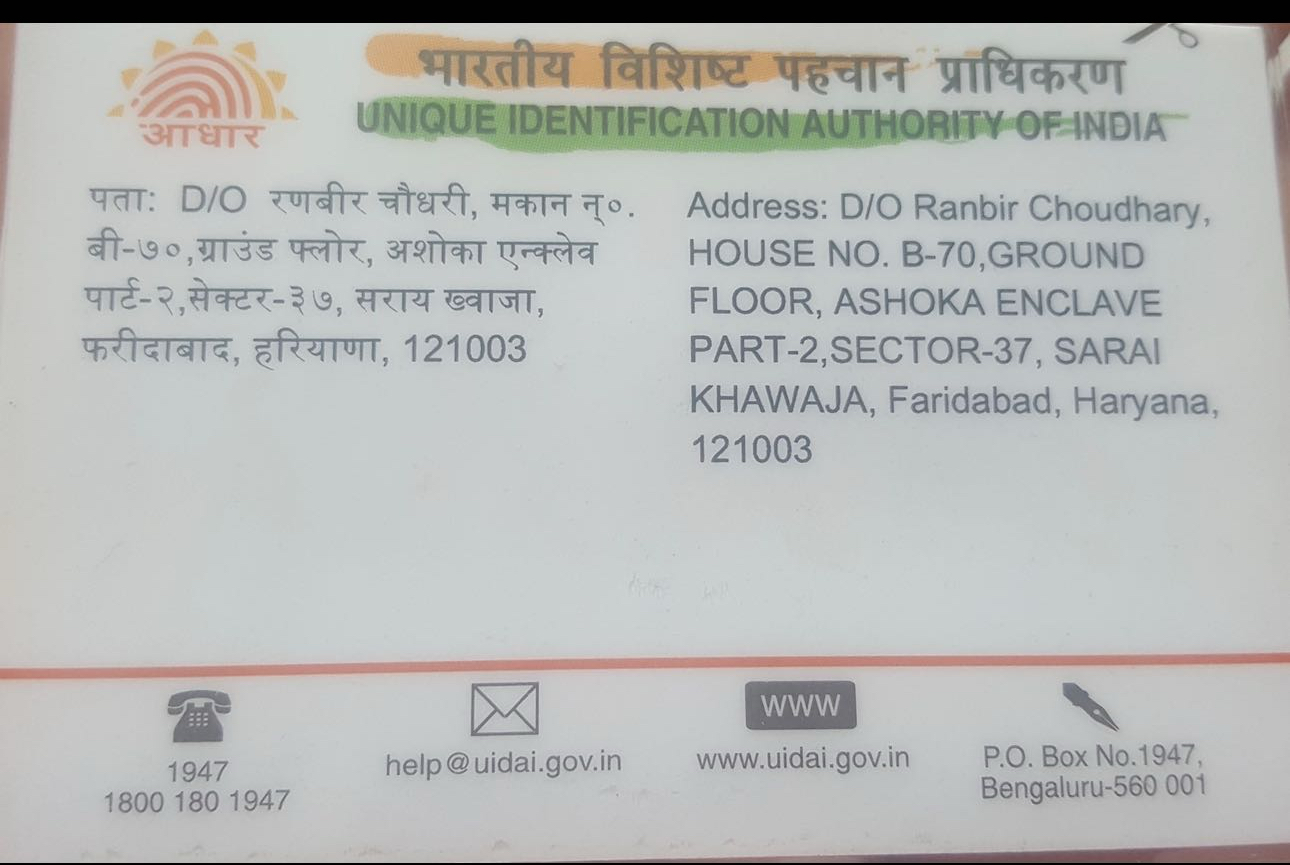 आधार
भारतीय विशिष्ट पहचान प्राधिकरण
UNIQUE IDENTIFICATION AUTHORITY OF INDIA
पता: D/O रणबीर चौधरी, मकान न्०.
बी-७०,ग्राउंड फ्लोर, अशोका एन्क्लेव
पार्ट-२,सेक्टर-३७, सराय ख्वाजा,
फरीदाबाद, हरियाणा, 121003
Address: D/O Ranbir Choudhary,
HOUSE NO. B-70,GROUND
FLOOR, ASHOKA ENCLAVE
PART-2,SECTOR-37, SARAI
KHAWAJA, Faridabad, Haryana,
121003
1947
1800 180 1947
help@uidai.gov.in
WWW
www.uidai.gov.in
P.O. Box No.1947,
Bengaluru-560 001